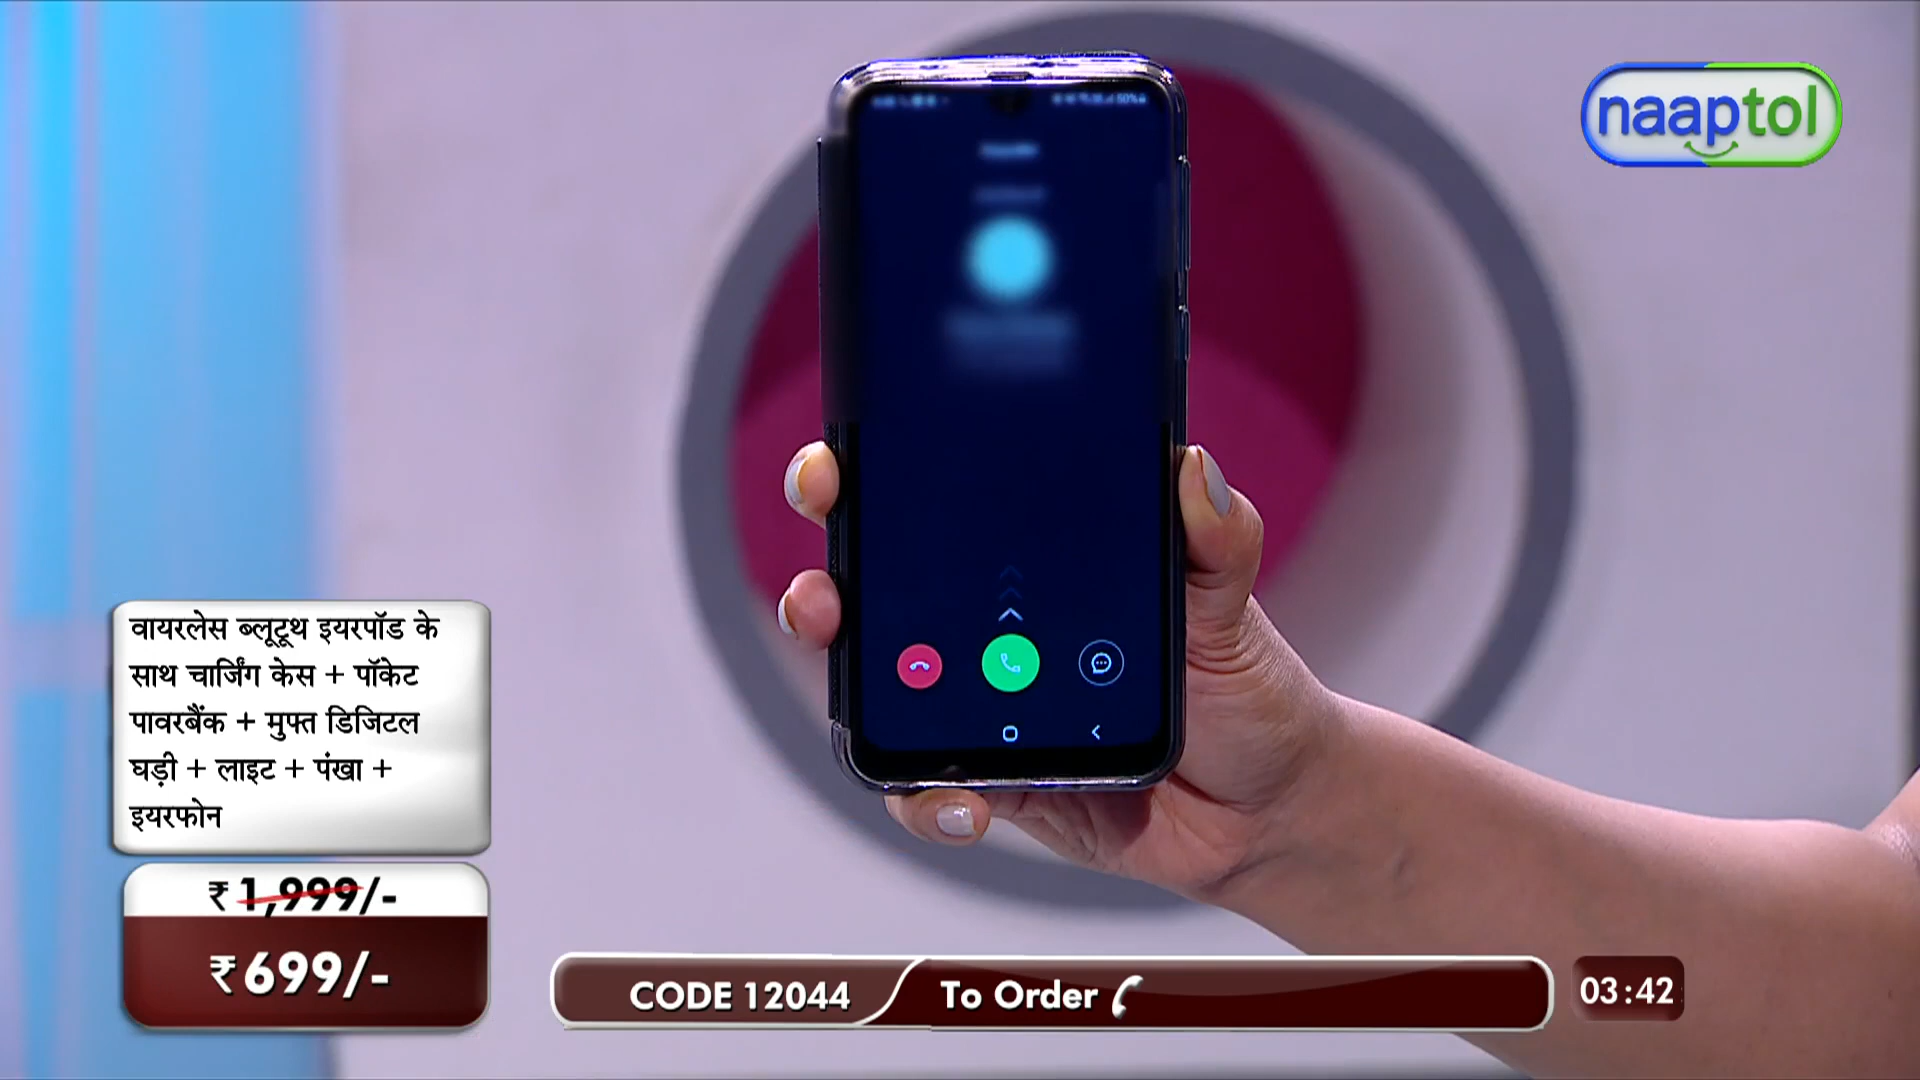 naaptol
वायरलेस ब्लूटूथ इयरपॉड के
साथ चार्जिंग केस + पॉकेट
पावरबैंक + मुफ्त डिजिटल
घड़ी + लाइट + पंखा +
इयरफोन
₹ 1,999/-
₹ 699/-
CODE 12044 To Order
03:42